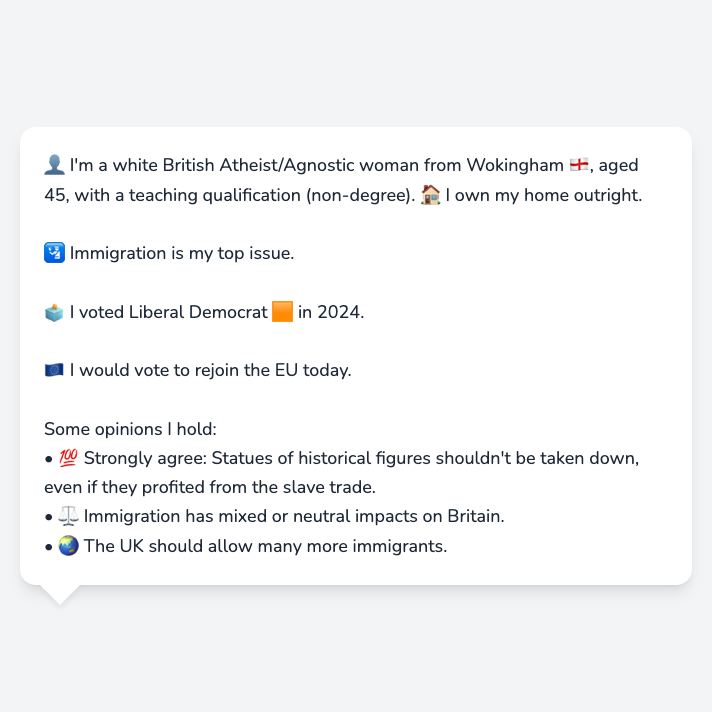 👤 I'm a white British Atheist/Agnostic woman from Wokingham 🏴󠁧󠁢󠁥󠁮󠁧󠁿, aged
45, with a teaching qualification (non-degree). 🏠 I own my home outright.
🛂 Immigration is my top issue.
🗳️ I voted Liberal Democrat 🟧 in 2024.
🇪🇺 I would vote to rejoin the EU today.
Some opinions I hold:
• 💯 Strongly agree: Statues of historical figures shouldn't be taken down,
even if they profited from the slave trade.
• ⚖️ Immigration has mixed or neutral impacts on Britain.
• 🌏 The UK should allow many more immigrants.